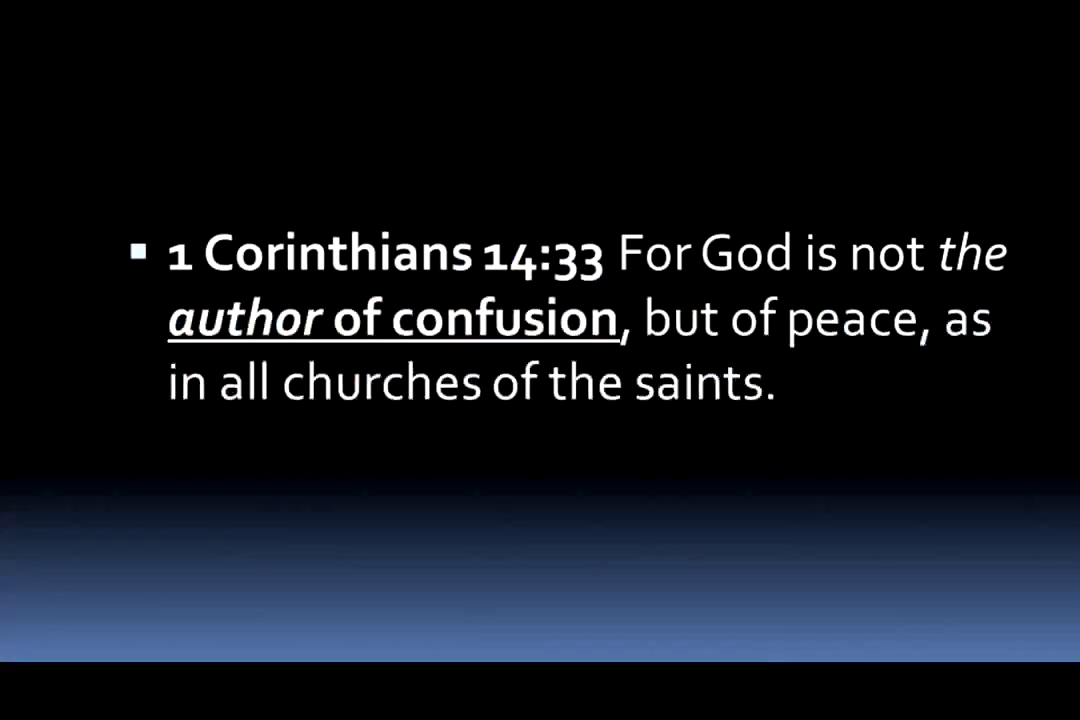 ▪ 1 Corinthians 14:33 For God is not the
author of confusion, but of peace, as
in all churches of the saints.